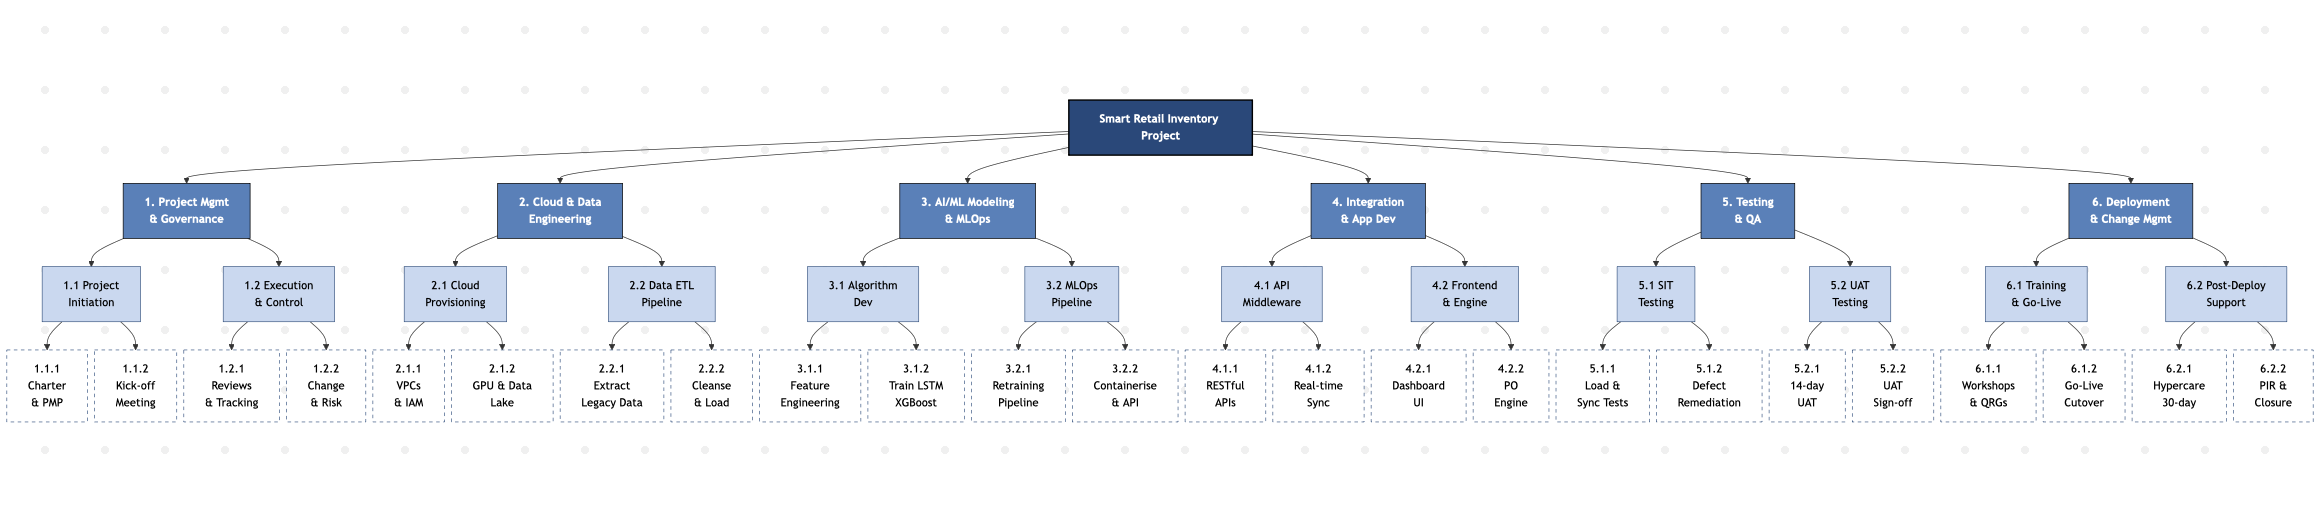 Smart Retail Inventory
Project
1. Project Mgmt
& Governance
2. Cloud & Data
Engineering
3. AI/ML Modeling
& MLOps
4. Integration
& App Dev
5. Testing
& QA
6. Deployment
& Change Mgmt
1.1 Project
Initiation
1.2 Execution
& Control
2.1 Cloud
Provisioning
2.2 Data ETL
Pipeline
3.1 Algorithm
Dev
3.2 MLOps
Pipeline
4.1 API
Middleware
4.2 Frontend
& Engine
5.1 SIT
Testing
5.2 UAT
Testing
6.1 Training
& Go-Live
6.2 Post-Deploy
Support
1.1.1
Charter
& PMP
1.1.2
Kick-off
Meeting
1.2.1
Reviews
& Tracking
1.2.2
Change
& Risk
2.1.1
VPCs
& IAM
2.1.2
GPU & Data
Lake
2.2.1
Extract
Legacy Data
2.2.2
Cleanse
& Load
3.1.1
Feature
Engineering
3.1.2
Train LSTM
XGBoost
3.2.1
Retraining
Pipeline
3.2.2
Containerise
& API
4.1.1
RESTful
APIs
4.1.2
Real-time
Sync
4.2.1
Dashboard
UI
4.2.2
PO
Engine
5.1.1
Load &
Sync Tests
5.1.2
Defect
Remediation
5.2.1
14-day
UAT
5.2.2
UAT
Sign-off
6.1.1
Workshops
& QRGs
6.1.2
Go-Live
Cutover
6.2.1
Hypercare
30-day
6.2.2
PIR &
Closure